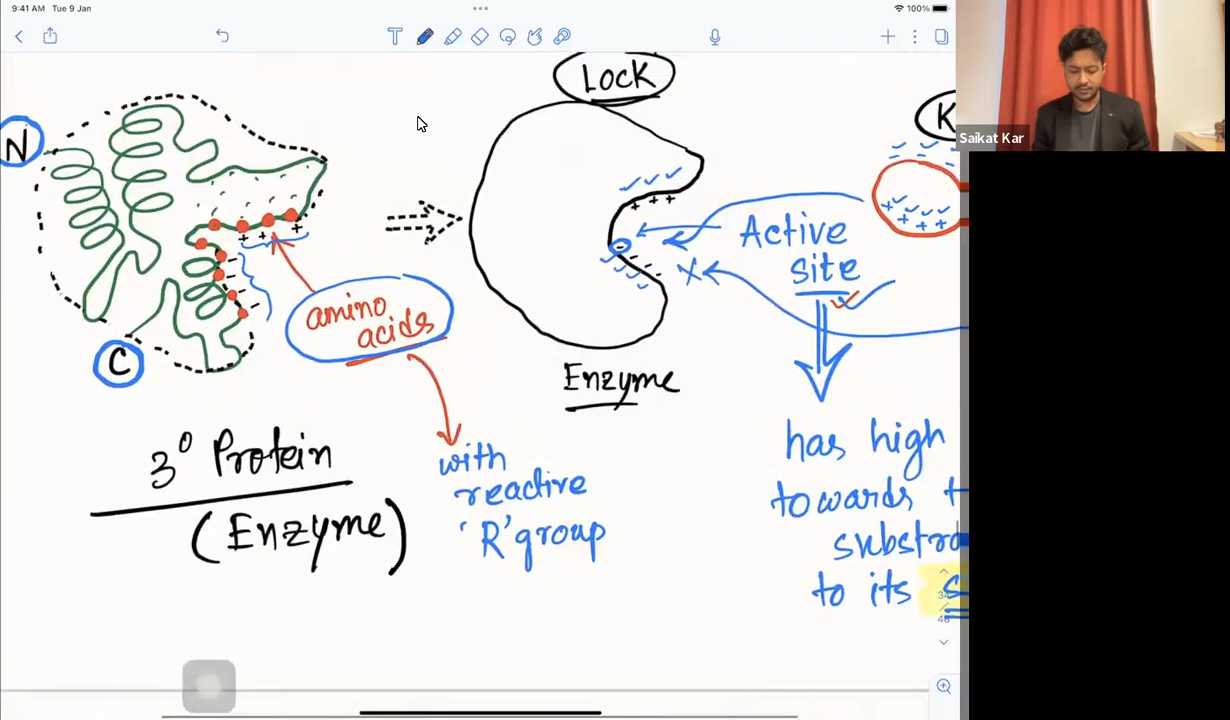 9:41 AM Tue 9 Jan
100%
Saikat Kar
Lock
K
N
Active
site
amino
acids
C
Enzyme
3° Protein
(Enzyme)
with
reactive
'R' group
has high
towards t
substra
to its s